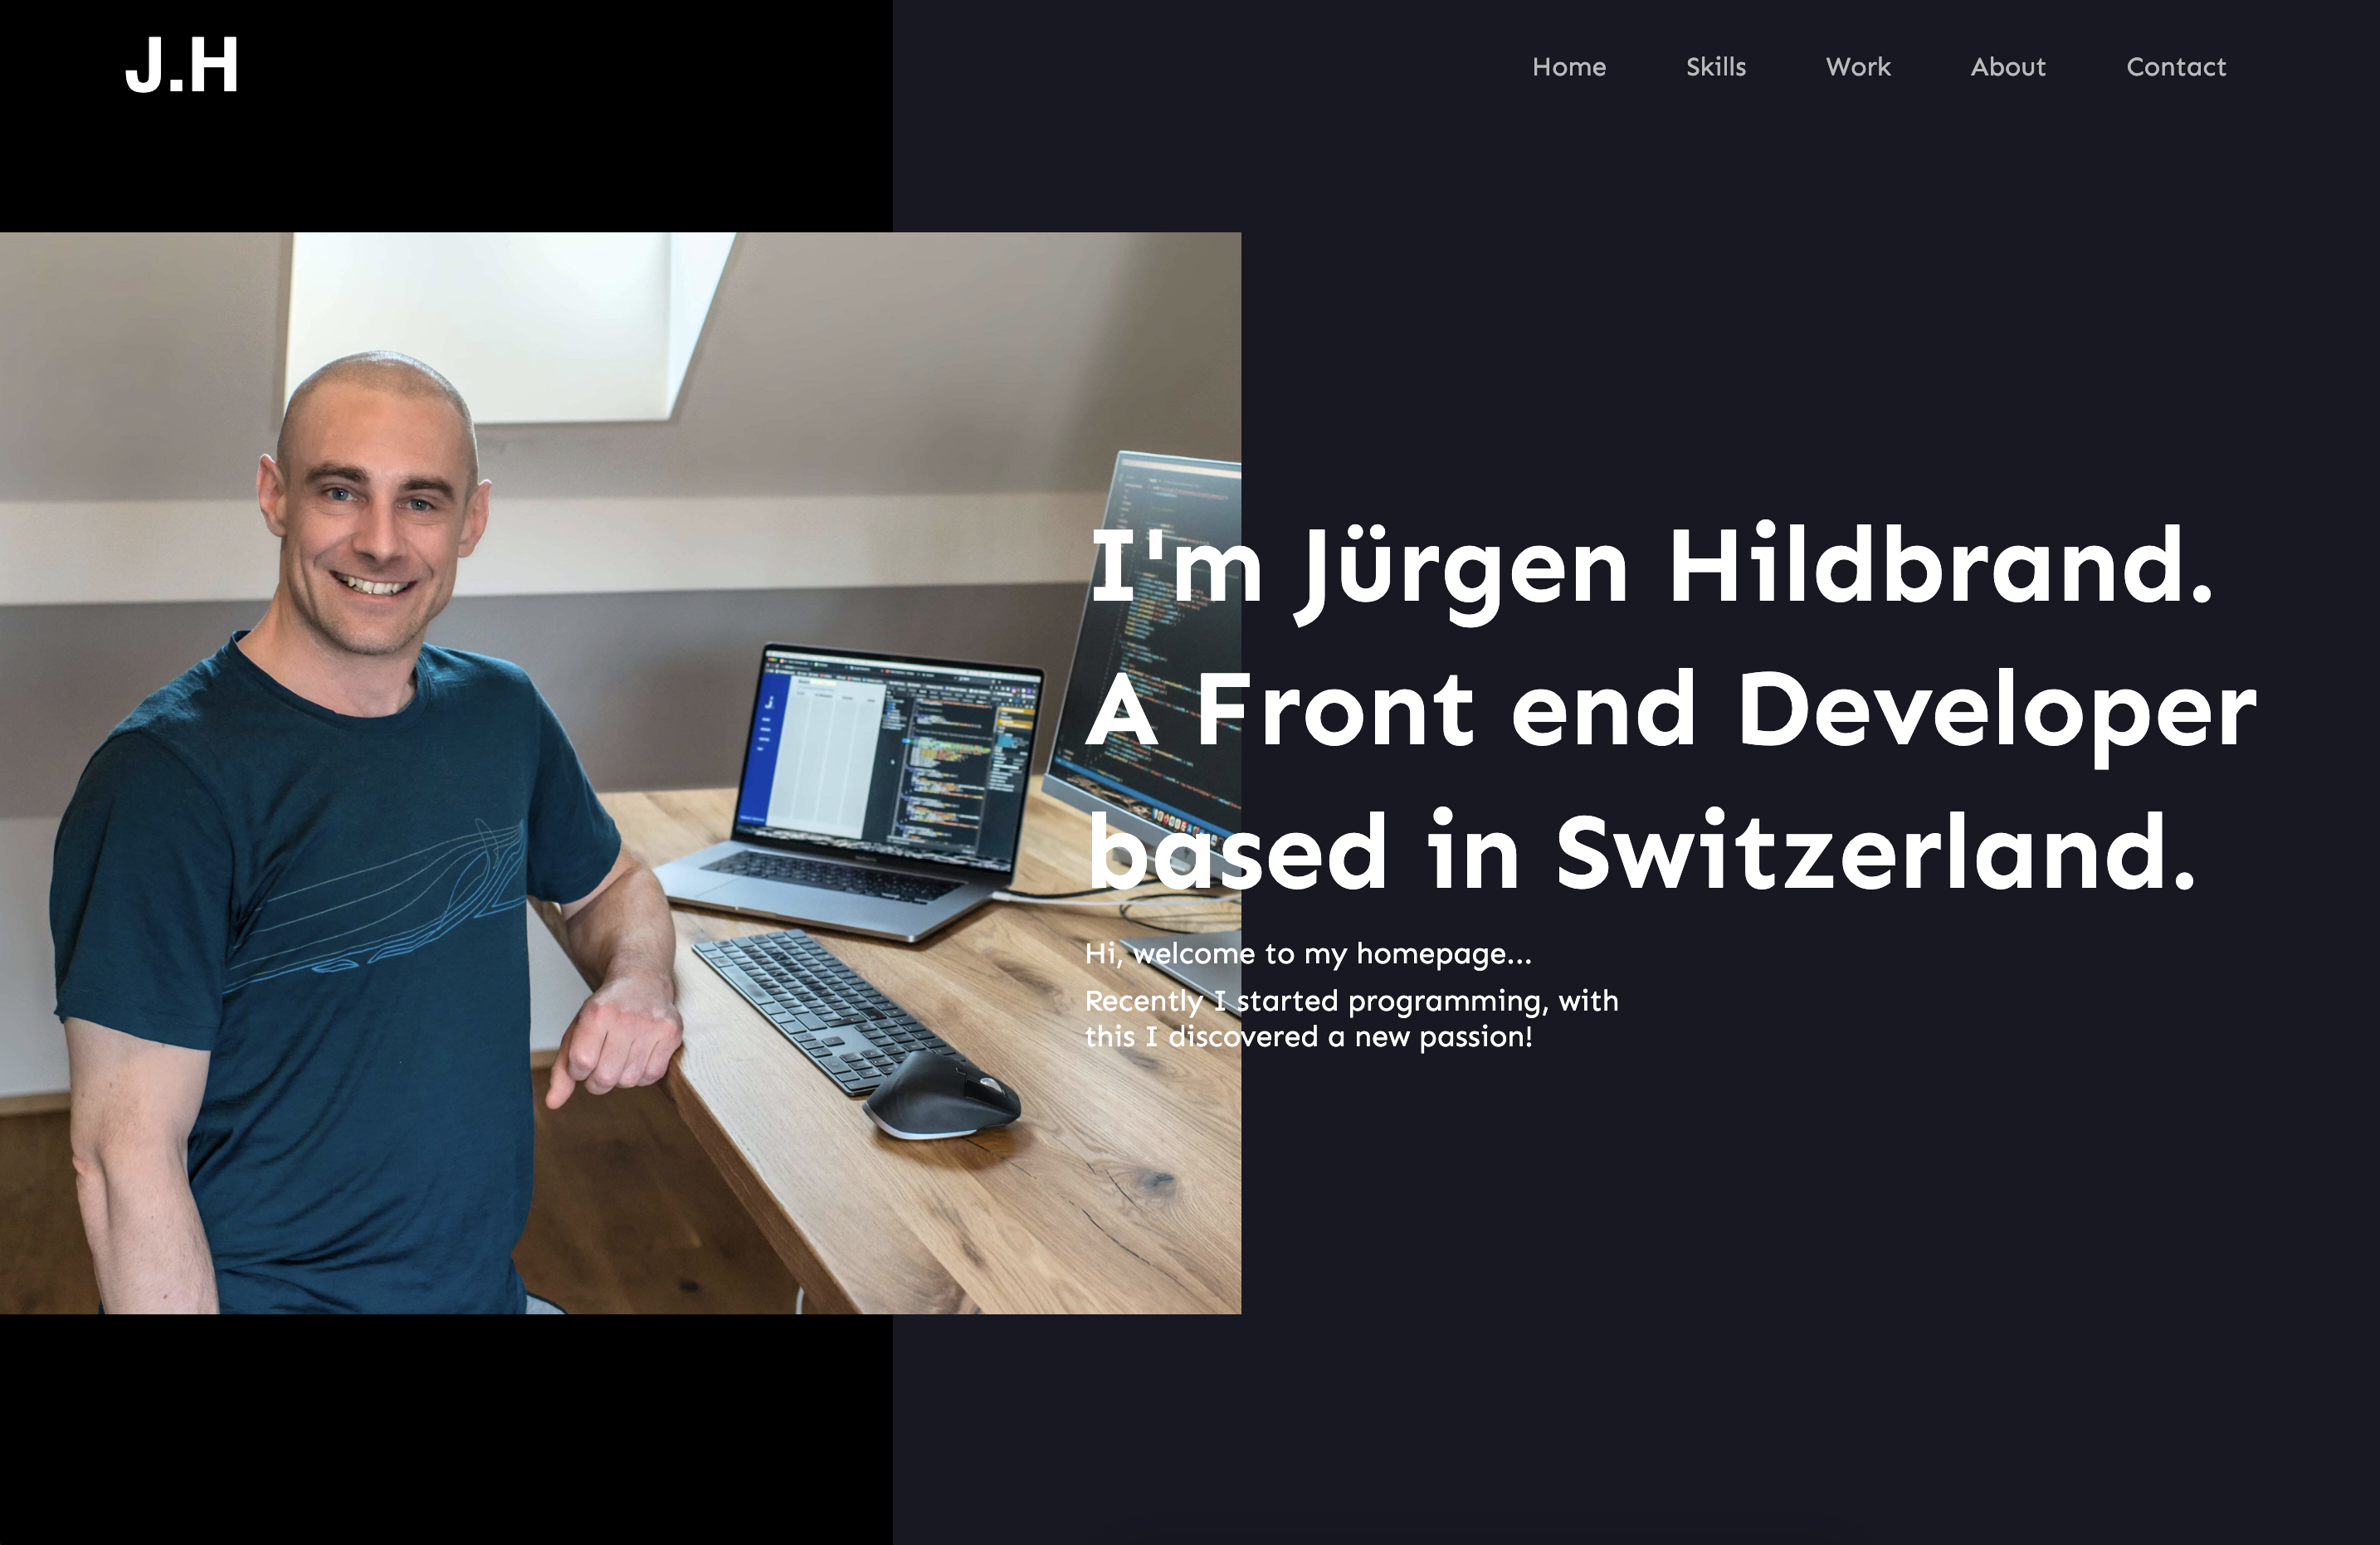 J.H
Home Skills Work About Contact
I'm Jürgen Hildbrand.
A Front end Developer
based in Switzerland.
Hi, welcome to my homepage...
Recently I started programming, with
this I discovered a new passion!